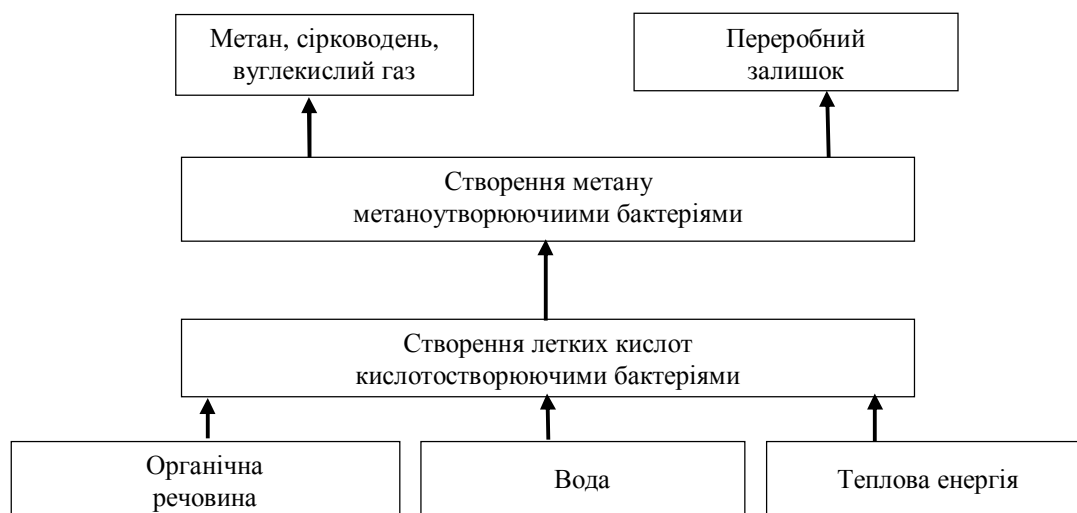 Метан, сірководень,
вуглекислий газ
Переробний
залишок
Створення метану
метаноутворюючиими бактеріями
Створення летких кислот
кислотостворюючими бактеріями
Органічна
речовина
Вода
Теплова енергія